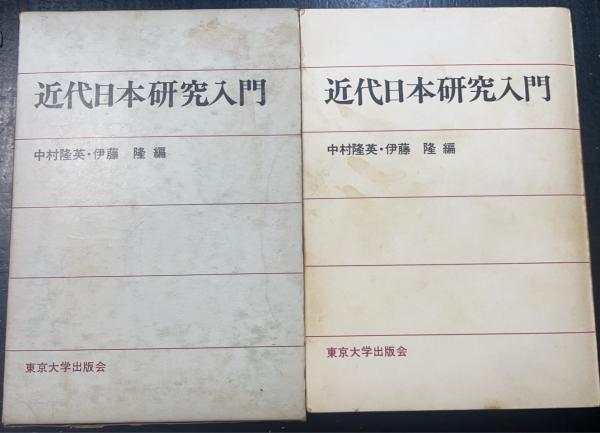 近代日本研究入門
中村隆英・伊藤　隆 編
東京大学出版会
近代日本研究入門
中村隆英・伊藤　隆 編
東京大学出版会